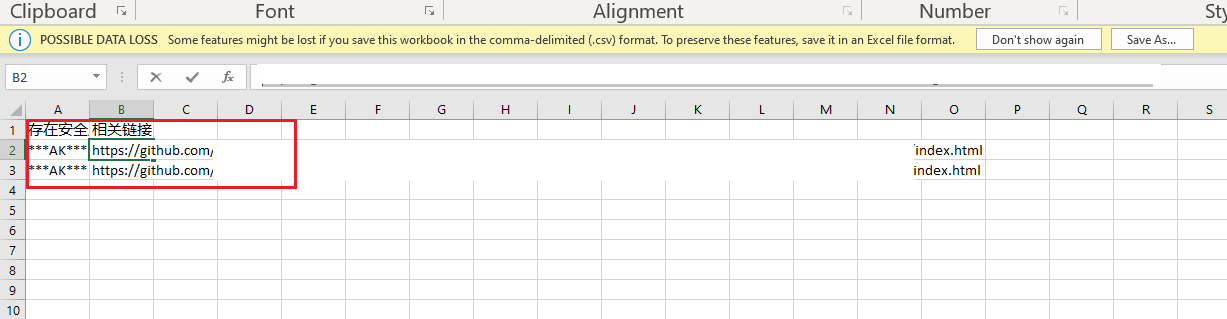 Clipboard Font Alignment Number Sty
POSSIBLE DATA LOSS Some features might be lost if you save this workbook in the comma-delimited (.csv) format. To preserve these features, save it in an Excel file format. Don't show again Save As...
B2 fx
A B C D E F G H I J K L M N O P Q R S
1 存在安全 相关链接
2 ***AK*** https://github.com/ /index.html
3 ***AK*** https://github.com/ index.html
4
5
6
7
8
9
10